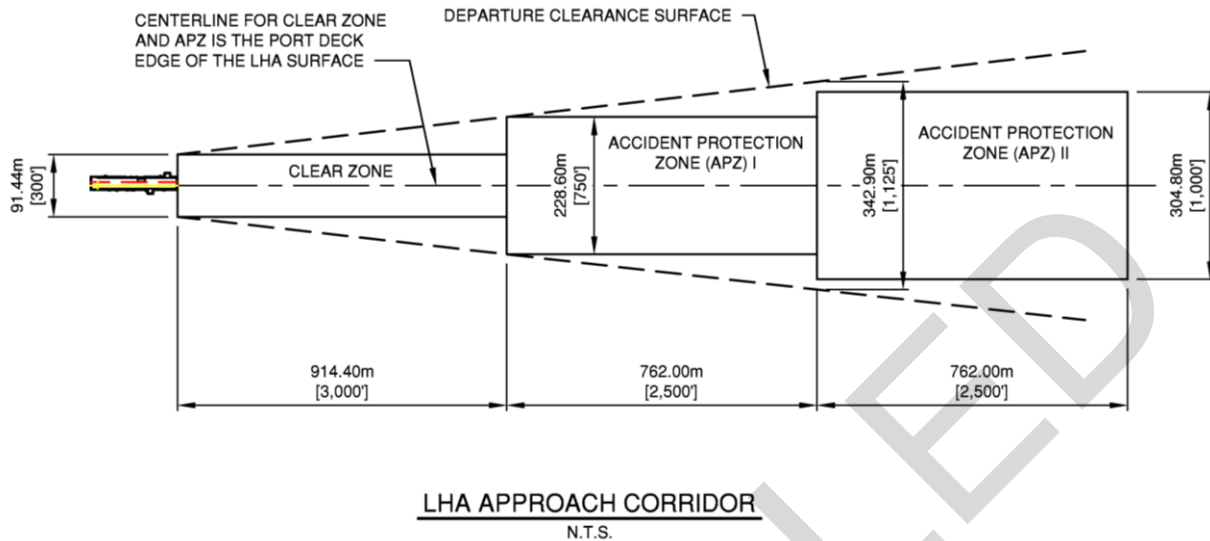 CENTERLINE FOR CLEAR ZONE
AND APZ IS THE PORT DECK
EDGE OF THE LHA SURFACE
DEPARTURE CLEARANCE SURFACE
91.44m
[300']
CLEAR ZONE
228.60m
[750']
ACCIDENT PROTECTION
ZONE (APZ) I
342.90m
[1,125']
ACCIDENT PROTECTION
ZONE (APZ) II
304.80m
[1,000']
914.40m
[3,000']
762.00m
[2,500']
762.00m
[2,500']
LHA APPROACH CORRIDOR
N.T.S.
LED